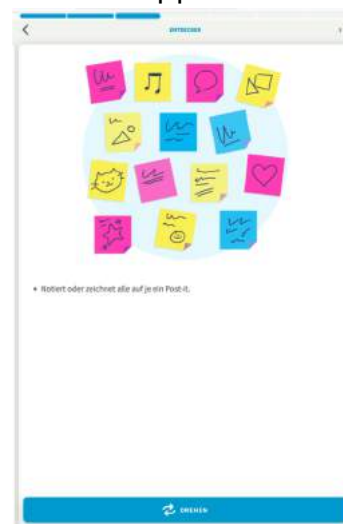 ENTDECKEN
• Notiert oder zeichnet alle auf je ein Post-it.
DREHEN